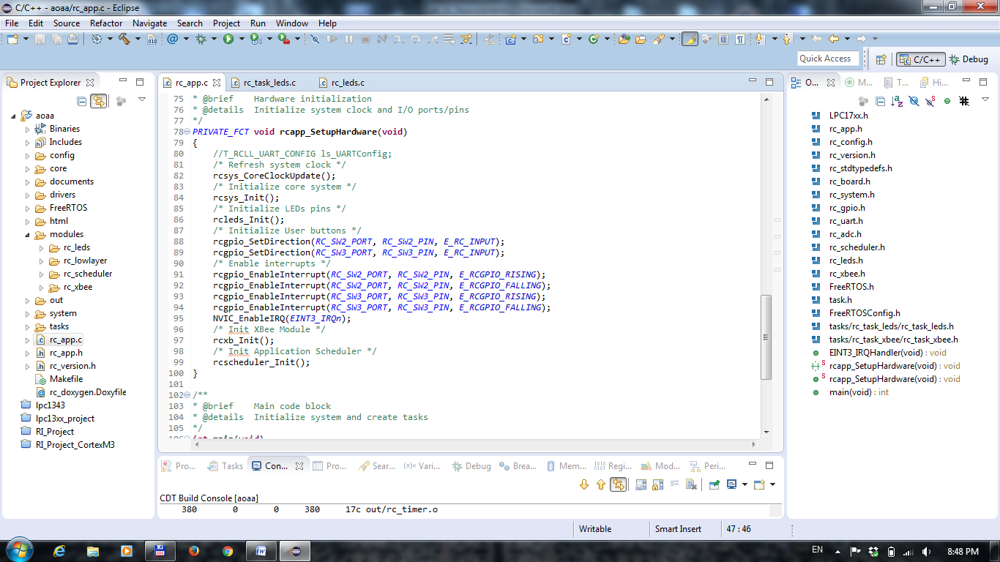 C/C++ - aoaa/rc_app.c - Eclipse
File Edit Source Refactor Navigate Search Project Run Window Help
Quick Access
C/C++
Debug
Project Explorer
aoaa
Binaries
Includes
config
core
documents
drivers
FreeRTOS
html
modules
rc_leds
rc_lowlayer
rc_scheduler
rc_xbee
out
system
tasks
rc_app.c
rc_app.h
rc_version.h
Makefile
rc_doxygen.Doxyfile
lpc1343
lpc13xx_project
RI_Project
RI_Project_CortexM3
rc_app.c rc_task_leds.c rc_leds.c
75 * @brief Hardware initialization
76 * @details Initialize system clock and I/O ports/pins
77 */
78 PRIVATE_FCT void rcapp_SetupHardware(void)
79 {
80 //T_RCLL_UART_CONFIG ls_UARTConfig;
81 /* Refresh system clock */
82 rcsys_CoreClockUpdate();
83 /* Initialize core system */
84 rcsys_Init();
85 /* Initialize LEDs pins */
86 rcleds_Init();
87 /* Initialize User buttons */
88 rcgpio_SetDirection(RC_SW2_PORT, RC_SW2_PIN, E_RC_INPUT);
89 rcgpio_SetDirection(RC_SW3_PORT, RC_SW3_PIN, E_RC_INPUT);
90 /* Enable interrupts */
91 rcgpio_EnableInterrupt(RC_SW2_PORT, RC_SW2_PIN, E_RCGPIO_RISING);
92 rcgpio_EnableInterrupt(RC_SW2_PORT, RC_SW2_PIN, E_RCGPIO_FALLING);
93 rcgpio_EnableInterrupt(RC_SW3_PORT, RC_SW3_PIN, E_RCGPIO_RISING);
94 rcgpio_EnableInterrupt(RC_SW3_PORT, RC_SW3_PIN, E_RCGPIO_FALLING);
95 NVIC_EnableIRQ(EINT3_IRQn);
96 /* Init XBee Module */
97 rcxb_Init();
98 /* Init Application Scheduler */
99 rcscheduler_Init();
100 }
101
102 /**
103 * @brief Main code block
104 * @details Initialize system and create tasks
105 */
106 int main(void)
O... M... T... Hi...
LPC17xx.h
rc_app.h
rc_config.h
rc_version.h
rc_stdtypedefs.h
rc_board.h
rc_system.h
rc_gpio.h
rc_uart.h
rc_adc.h
rc_scheduler.h
rc_leds.h
rc_xbee.h
FreeRTOS.h
task.h
FreeRTOSConfig.h
tasks/rc_task_leds/rc_task_leds.h
tasks/rc_task_xbee/rc_task_xbee.h
EINT3_IRQHandler(void) : void
rcapp_SetupHardware(void) : void
rcapp_SetupHardware(void) : void
main(void) : int
Pro... Tasks Con... Pro... Sear... (x)= Vari... Debug Brea... Mem... Regi... Mod... Peri...
CDT Build Console [aoaa]
380 0 0 380 17c out/rc_timer.o
Writable Smart Insert 47 : 46
EN 8:48 PM